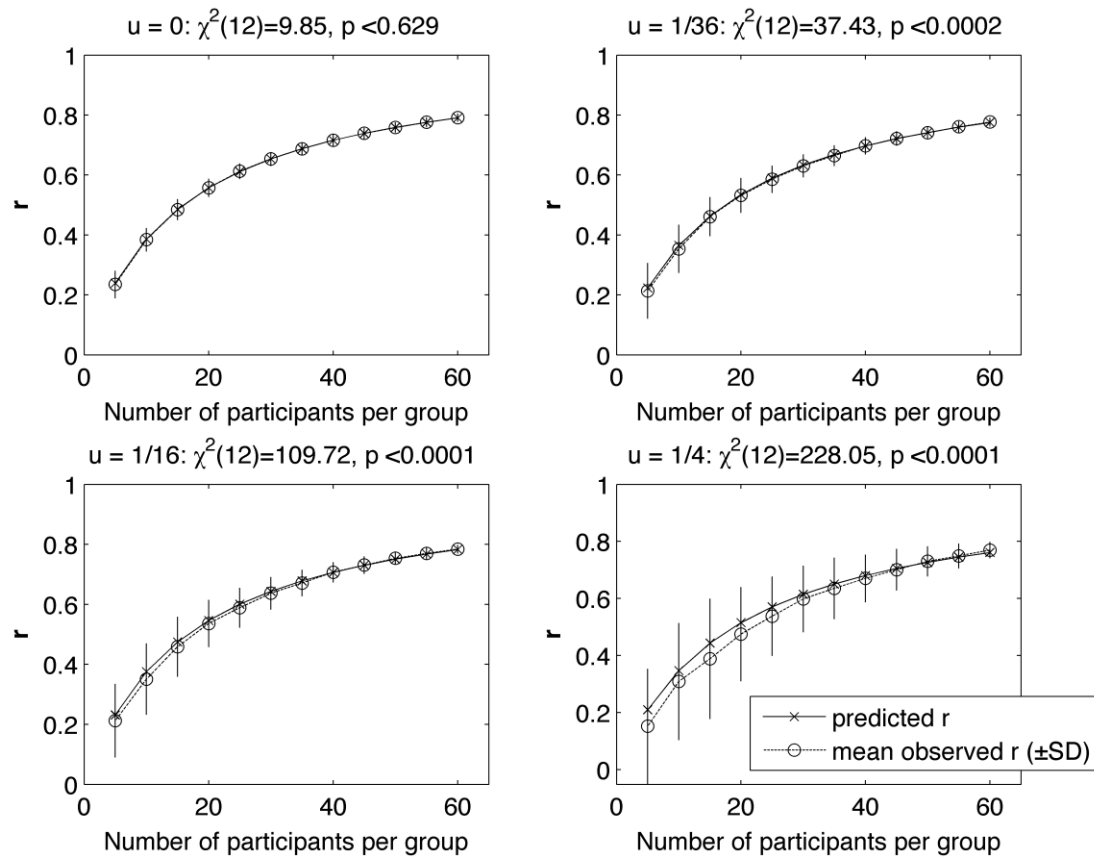 u = 0: χ²(12)=9.85, p <0.629
1
0.8
0.6
0.4
0.2
0
r
0 20 40 60
Number of participants per group
u = 1/36: χ²(12)=37.43, p <0.0002
1
0.8
0.6
0.4
0.2
0
r
0 20 40 60
Number of participants per group
u = 1/16: χ²(12)=109.72, p <0.0001
1
0.8
0.6
0.4
0.2
0
r
0 20 40 60
Number of participants per group
u = 1/4: χ²(12)=228.05, p <0.0001
1
0.8
0.6
0.4
0.2
0
r
predicted r
mean observed r (±SD)
0 20 40 60
Number of participants per group